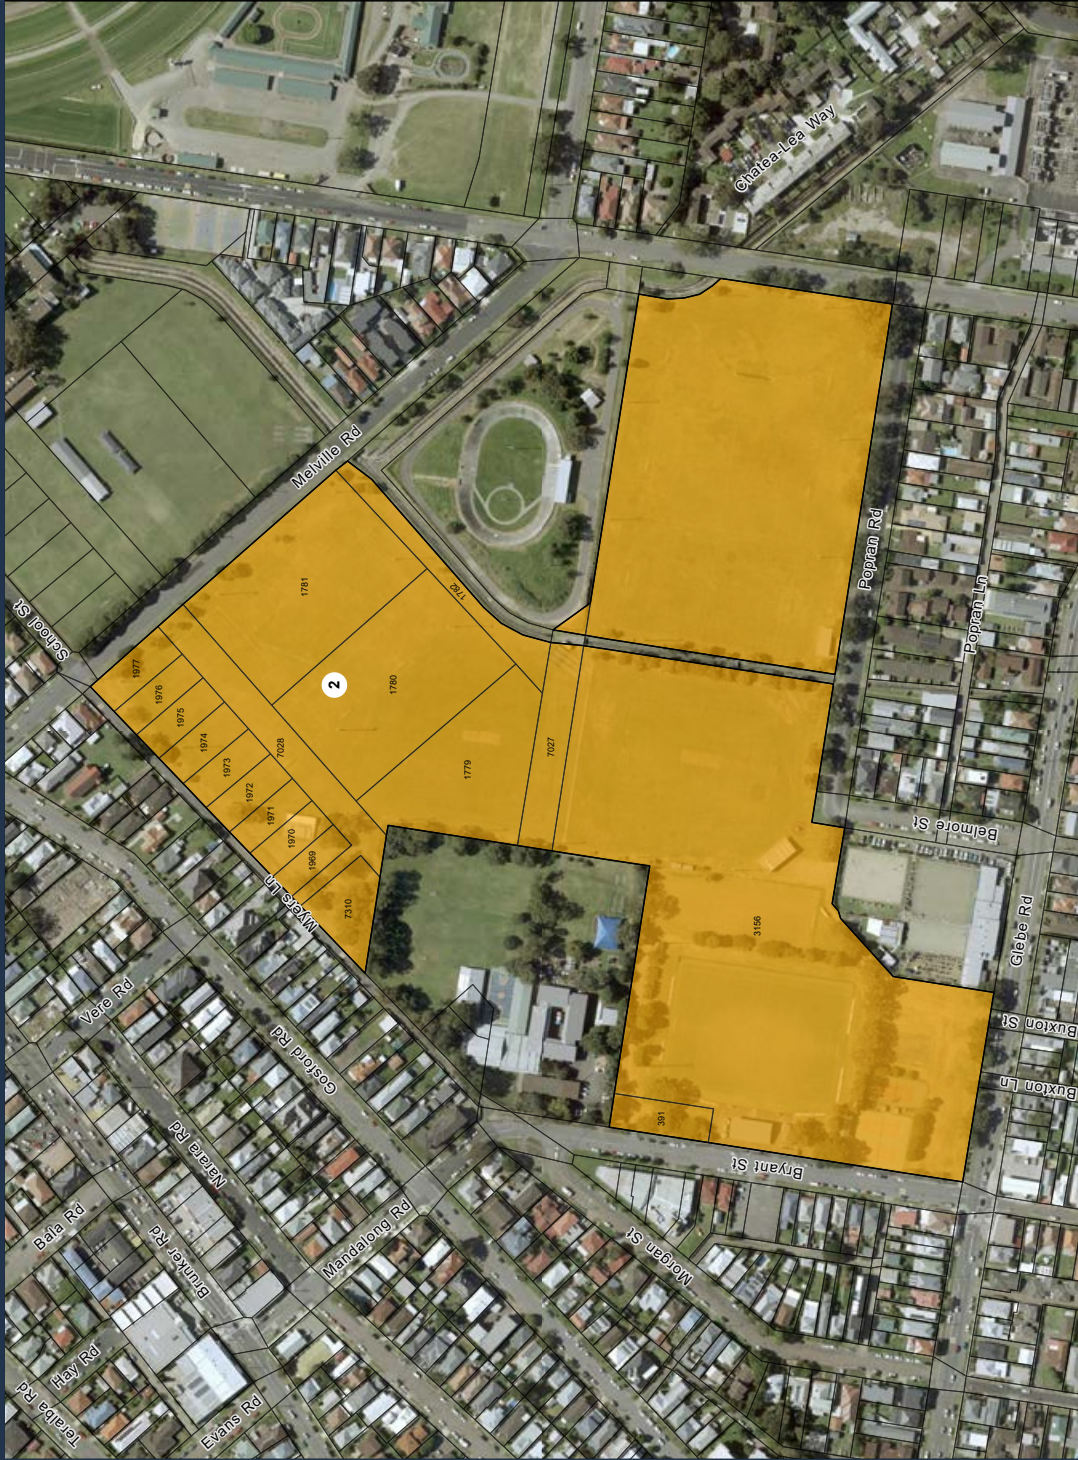 Chatea-Lea Way
Melville Rd
School St
1781
1782
1977
1976
2
1780
1975
1974
7028
1973
1779
7027
1972
1971
1970
1969
7310
3156
391
Myers Ln
Popran Rd
Popran Ln
Belmore St
Glebe Rd
Buxton St
Buxton Ln
Vere Rd
Gosford Rd
Bryant St
Narara Rd
Bala Rd
Brunker Rd
Mandalong Rd
Morgan St
Hay Rd
Teralba Rd
Evans Rd